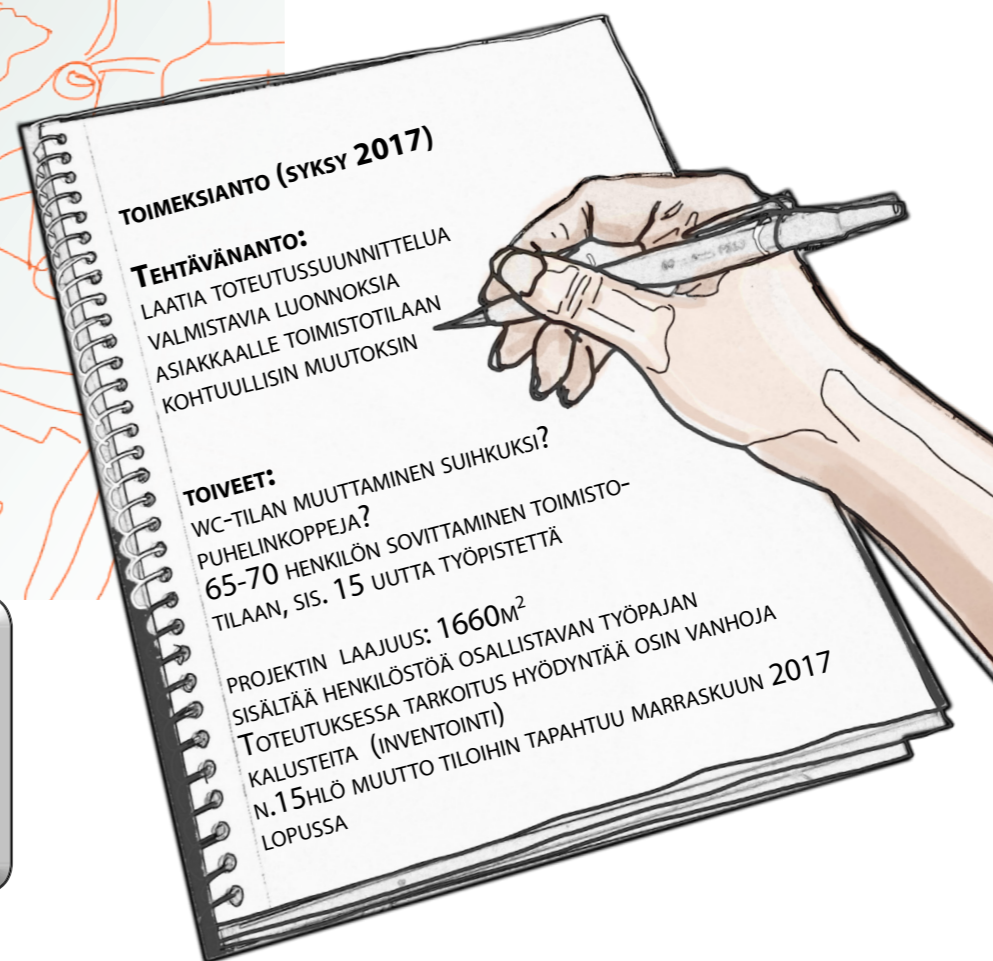 TOIMEKSIANTO (SYKSY 2017)
TEHTÄVÄNANTO:
LAATIA TOTEUTUSSUUNNITTELUA
VALMISTAVIA LUONNOKSIA
ASIAKKAALLE TOIMISTOTILAAN
KOHTUULLISIN MUUTOKSIN
TOIVEET:
WC-TILAN MUUTTAMINEN SUIHKUKSI?
PUHELINKOPPEJA?
65-70 HENKILÖN SOVITTAMINEN TOIMISTO-
TILAAN, SIS. 15 UUTTA TYÖPISTETTÄ
PROJEKTIN LAAJUUS: 1660M²
SISÄLTÄÄ HENKILÖSTÖÄ OSALLISTAVAN TYÖPAJAN
TOTEUTUKSESSA TARKOITUS HYÖDYNTÄÄ OSIN VANHOJA
KALUSTEITA (INVENTOINTI)
N.15HLÖ MUUTTO TILOIHIN TAPAHTUU MARRASKUUN 2017
LOPUSSA